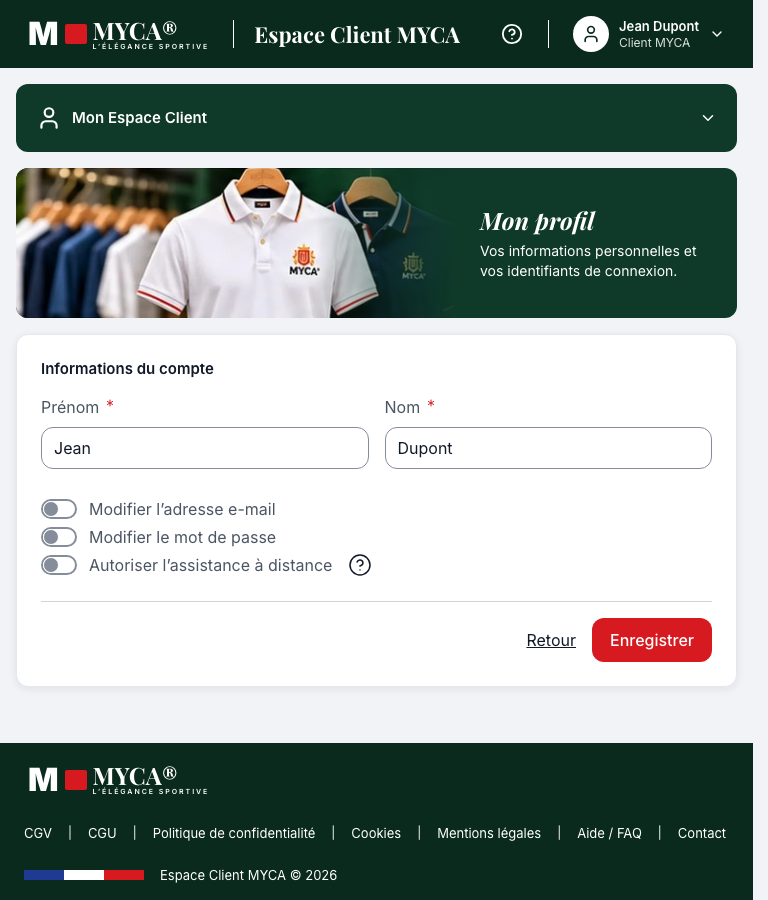 M MYCA®
L'ÉLÉGANCE SPORTIVE
Espace Client MYCA
Jean Dupont
Client MYCA
Mon Espace Client
MYCA®
MYCA
Mon profil
Vos informations personnelles et
vos identifiants de connexion.
Informations du compte
Prénom *
Nom *
Jean
Dupont
Modifier l’adresse e-mail
Modifier le mot de passe
Autoriser l’assistance à distance
Retour
Enregistrer
M MYCA®
L'ÉLÉGANCE SPORTIVE
CGV | CGU | Politique de confidentialité | Cookies | Mentions légales | Aide / FAQ | Contact
Espace Client MYCA © 2026